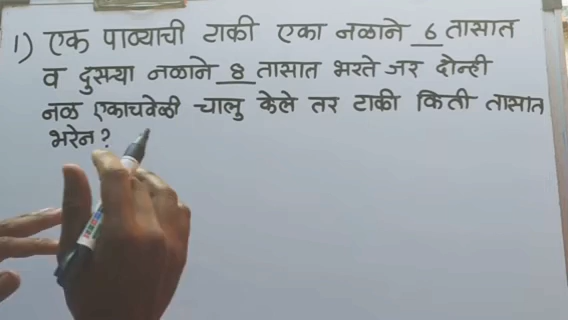 1) एक पाण्याची टाकी एका नळाने 6 तासात
व दुसऱ्या नळाने 8 तासात भरते जर दोन्ही
नळ एकाचवेळी चालु केले तर टाकी किती तासात
भरेन?